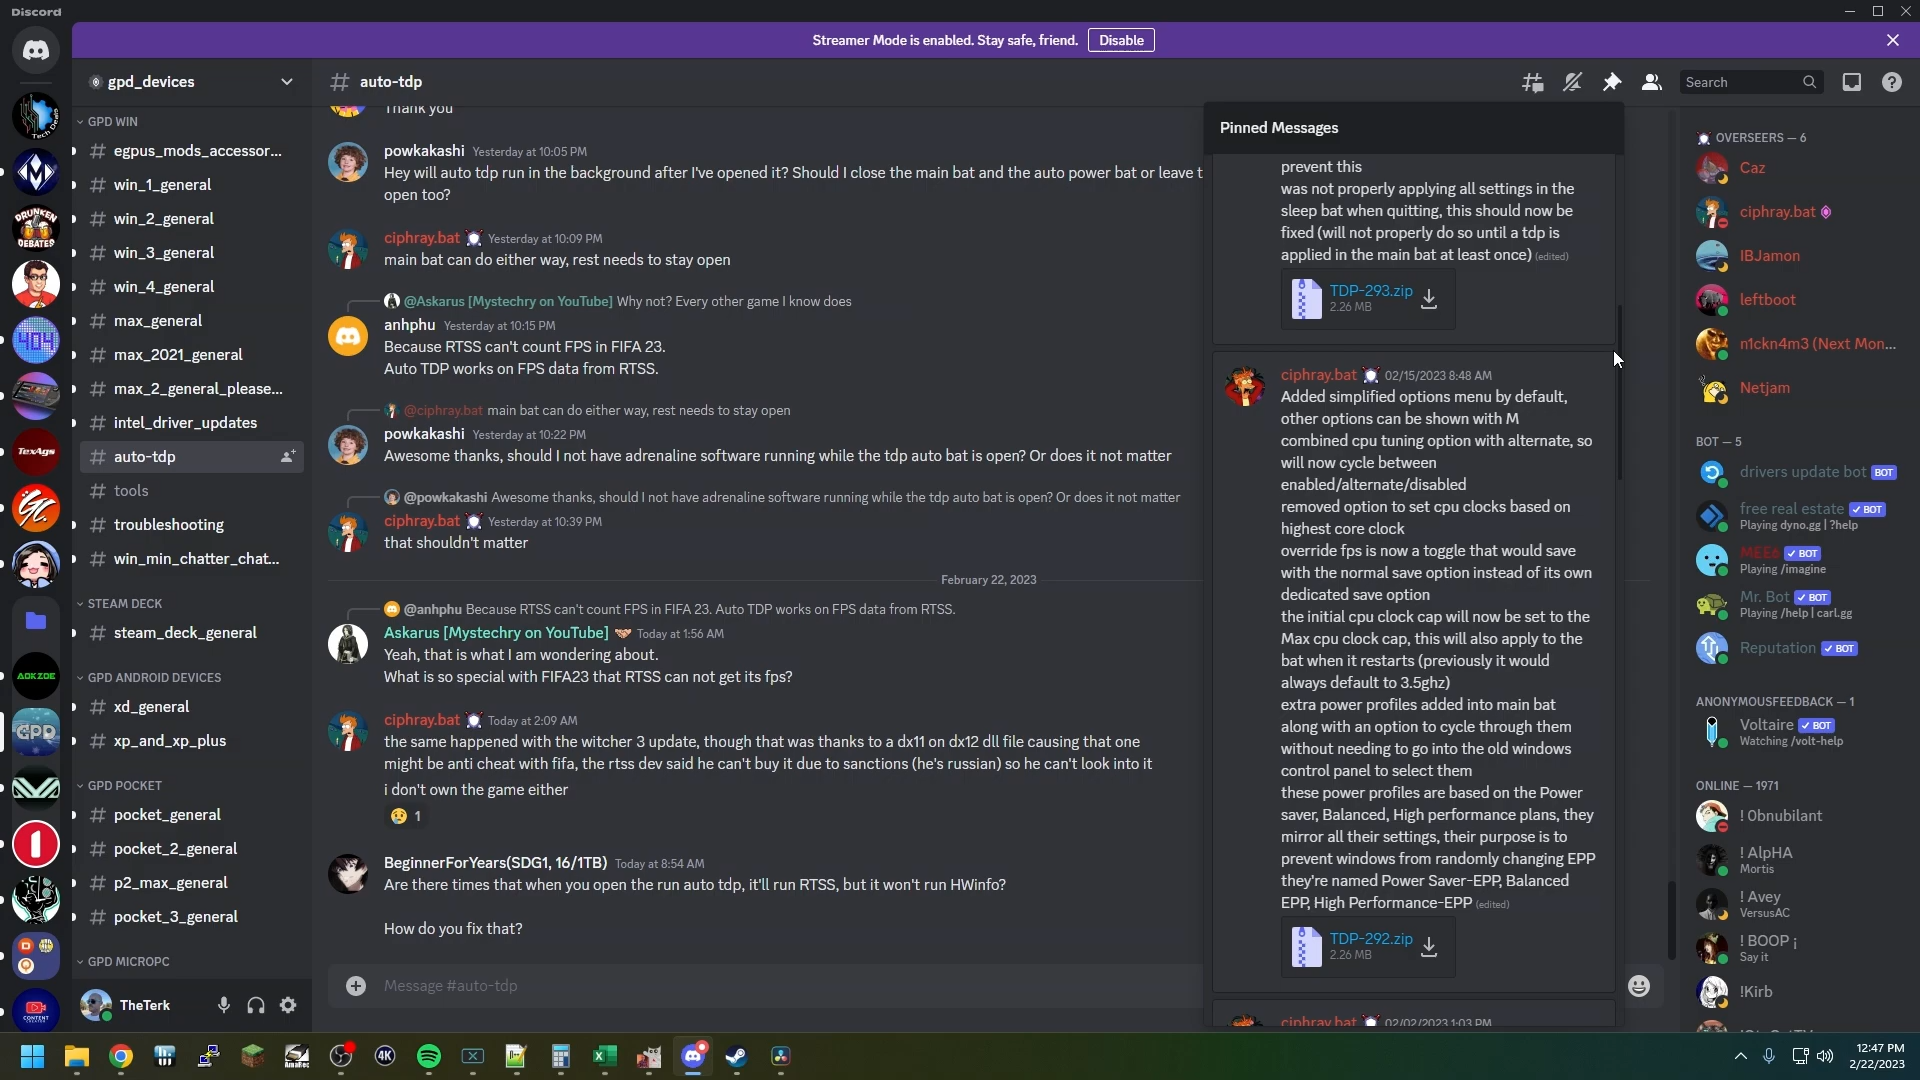 Discord
Streamer Mode is enabled. Stay safe, friend.
Disable
gpd_devices
auto-tdp
Search
GPD WIN
egpus_mods_accessor...
win_1_general
win_2_general
win_3_general
win_4_general
max_general
max_2021_general
max_2_general_please...
intel_driver_updates
auto-tdp
tools
troubleshooting
win_min_chatter_chat...
STEAM DECK
steam_deck_general
GPD ANDROID DEVICES
xd_general
xp_and_xp_plus
GPD POCKET
pocket_general
pocket_2_general
p2_max_general
pocket_3_general
GPD MICROPC
TheTerk
Thank you
powkakashi Yesterday at 10:05 PM
Hey will auto tdp run in the background after I've opened it? Should I close the main bat and the auto power bat or leave t
open too?
ciphray.bat Yesterday at 10:09 PM
main bat can do either way, rest needs to stay open
@Askarus [Mystechry on YouTube] Why not? Every other game I know does
anhphu Yesterday at 10:15 PM
Because RTSS can't count FPS in FIFA 23.
Auto TDP works on FPS data from RTSS.
@ciphray.bat main bat can do either way, rest needs to stay open
powkakashi Yesterday at 10:22 PM
Awesome thanks, should I not have adrenaline software running while the tdp auto bat is open? Or does it not matter
@powkakashi Awesome thanks, should I not have adrenaline software running while the tdp auto bat is open? Or does it not matter
ciphray.bat Yesterday at 10:39 PM
that shouldn't matter
February 22, 2023
@anhphu Because RTSS can't count FPS in FIFA 23. Auto TDP works on FPS data from RTSS.
Askarus [Mystechry on YouTube] Today at 1:56 AM
Yeah, that is what I am wondering about.
What is so special with FIFA23 that RTSS can not get its fps?
ciphray.bat Today at 2:09 AM
the same happened with the witcher 3 update, though that was thanks to a dx11 on dx12 dll file causing that one
might be anti cheat with fifa, the rtss dev said he can't buy it due to sanctions (he's russian) so he can't look into it
i don't own the game either
1
BeginnerForYears(SDG1, 16/1TB) Today at 8:54 AM
Are there times that when you open the run auto tdp, it'll run RTSS, but it won't run HWinfo?
How do you fix that?
Message #auto-tdp
Pinned Messages
prevent this
was not properly applying all settings in the
sleep bat when quitting, this should now be
fixed (will not properly do so until a tdp is
applied in the main bat at least once) (edited)
TDP-293.zip
2.26 MB
ciphray.bat 02/15/2023 8:48 AM
Added simplified options menu by default,
other options can be shown with M
combined cpu tuning option with alternate, so
will now cycle between
enabled/alternate/disabled
removed option to set cpu clocks based on
highest core clock
override fps is now a toggle that would save
with the normal save option instead of its own
dedicated save option
the initial cpu clock cap will now be set to the
Max cpu clock cap, this will also apply to the
bat when it restarts (previously it would
always default to 3.5ghz)
extra power profiles added into main bat
along with an option to cycle through them
without needing to go into the old windows
control panel to select them
these power profiles are based on the Power
saver, Balanced, High performance plans, they
mirror all their settings, their purpose is to
prevent windows from randomly changing EPP
they're named Power Saver-EPP, Balanced
EPP, High Performance-EPP (edited)
TDP-292.zip
2.26 MB
ciphray.bat 02/02/2023 1:03 PM
OVERSEERS — 6
Caz
ciphray.bat
IBJamon
leftboot
n1ckn4m3 (Next Mon...
Netjam
BOT — 5
drivers update bot BOT
free real estate BOT
Playing dyno.gg | ?help
MEE6 BOT
Playing /imagine
Mr. Bot BOT
Playing /help | carl.gg
Reputation BOT
ANONYMOUSFEEDBACK — 1
Voltaire BOT
Watching /volt-help
ONLINE — 1971
! 0bnubilant
! AlpHA
Mortis
! Avey
VersusAC
! BOOP ¡
Say it
!Kirb
Tech Deals
DRUNKEN
DEBATES
404
TexAgs
AOKZOE
GPD
CONTENT
CREATOR
4K
12:47 PM
2/22/2023